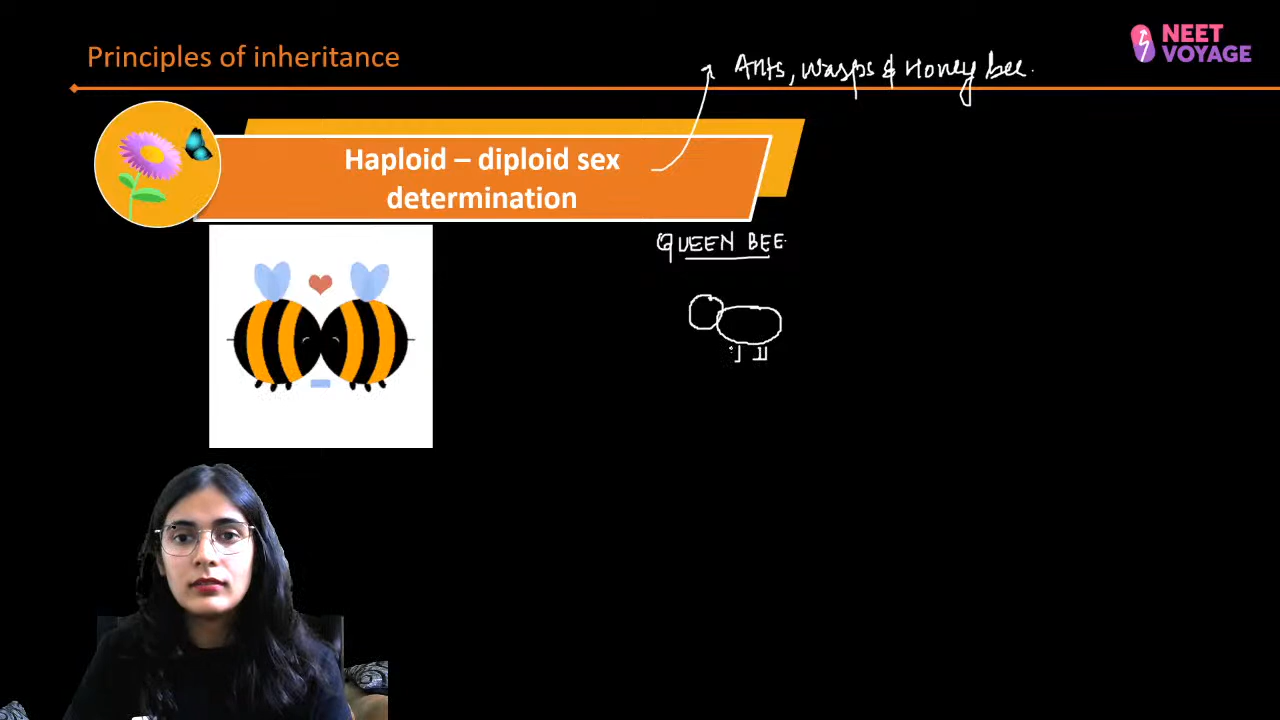 Principles of inheritance
NEET
VOYAGE
Ants, Wasps & Honey bee.
Haploid – diploid sex
determination
QUEEN BEE